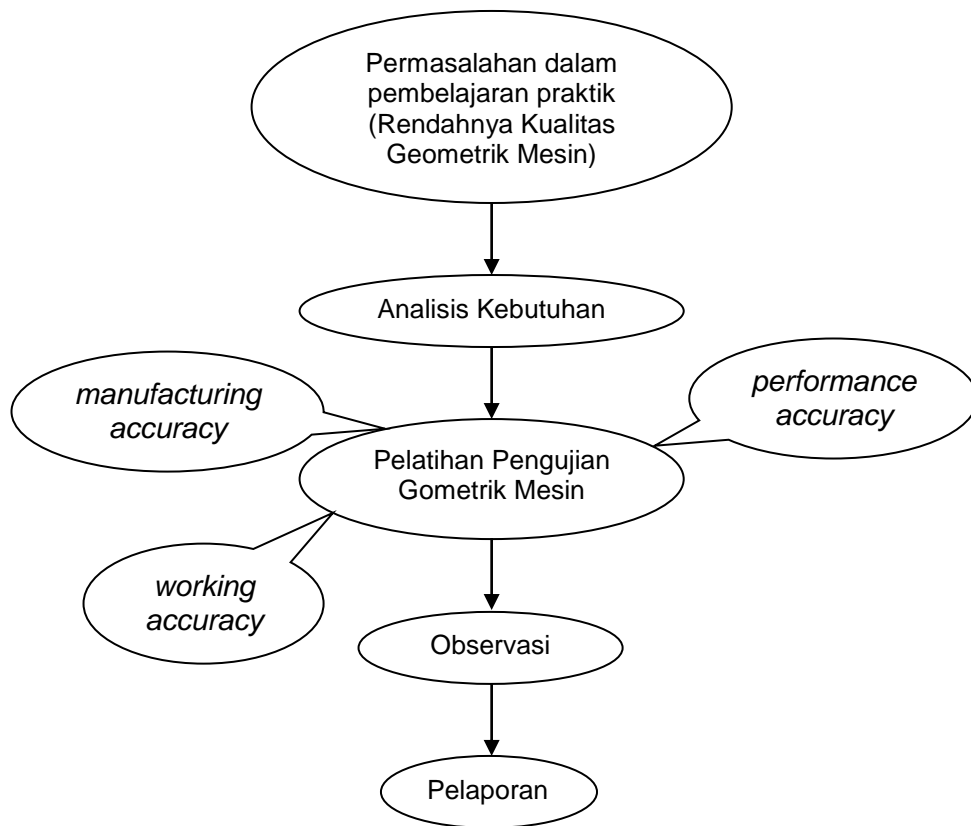 Permasalahan dalam
pembelajaran praktik
(Rendahnya Kualitas
Geometrik Mesin)
Analisis Kebutuhan
manufacturing
accuracy
performance
accuracy
Pelatihan Pengujian
Gometrik Mesin
working
accuracy
Observasi
Pelaporan